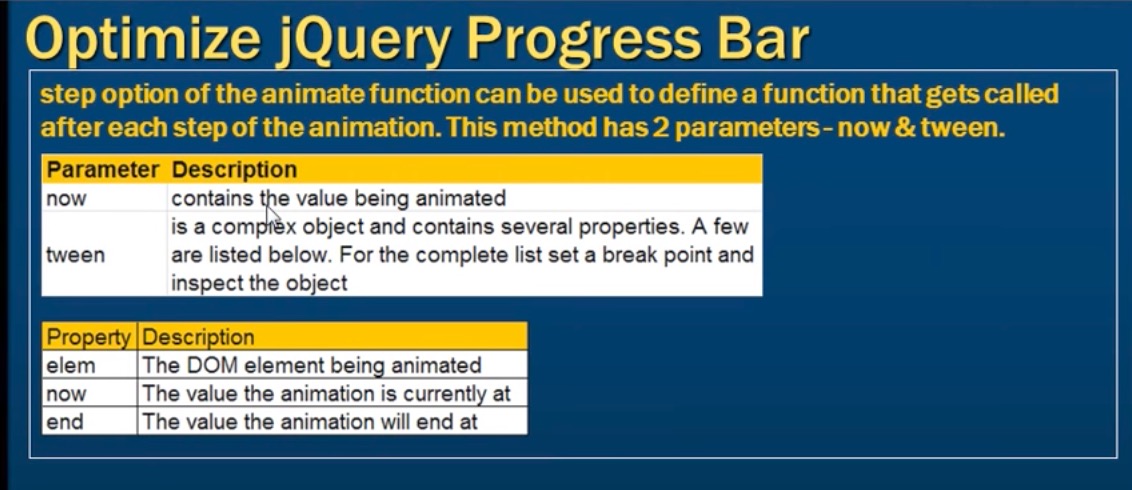 Optimize jQuery Progress Bar
step option of the animate function can be used to define a function that gets called
after each step of the animation. This method has 2 parameters - now & tween.
Parameter Description
now contains the value being animated
is a complex object and contains several properties. A few
tween are listed below. For the complete list set a break point and
inspect the object
Property Description
elem The DOM element being animated
now The value the animation is currently at
end The value the animation will end at